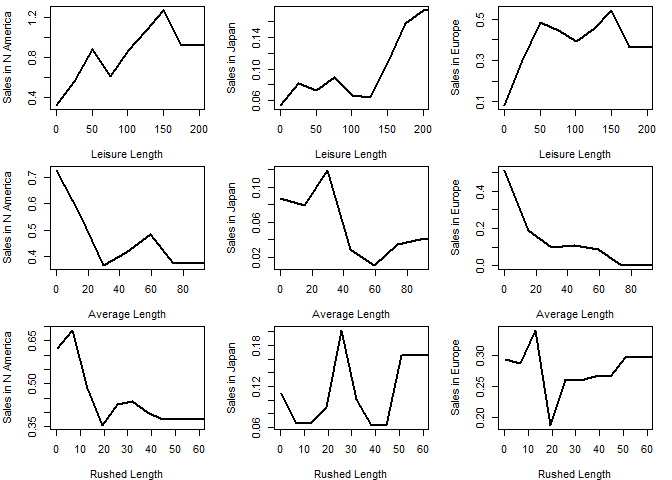 Sales in N America
0.4 0.8 1.2
0 50 100 150 200
Leisure Length
Sales in Japan
0.06 0.10 0.14
0 50 100 150 200
Leisure Length
Sales in Europe
0.1 0.3 0.5
0 50 100 150 200
Leisure Length
Sales in N America
0.4 0.5 0.6 0.7
0 20 40 60 80
Average Length
Sales in Japan
0.02 0.06 0.10
0 20 40 60 80
Average Length
Sales in Europe
0.0 0.2 0.4
0 20 40 60 80
Average Length
Sales in N America
0.35 0.50 0.65
0 10 20 30 40 50 60
Rushed Length
Sales in Japan
0.06 0.12 0.18
0 10 20 30 40 50 60
Rushed Length
Sales in Europe
0.20 0.25 0.30
0 10 20 30 40 50 60
Rushed Length